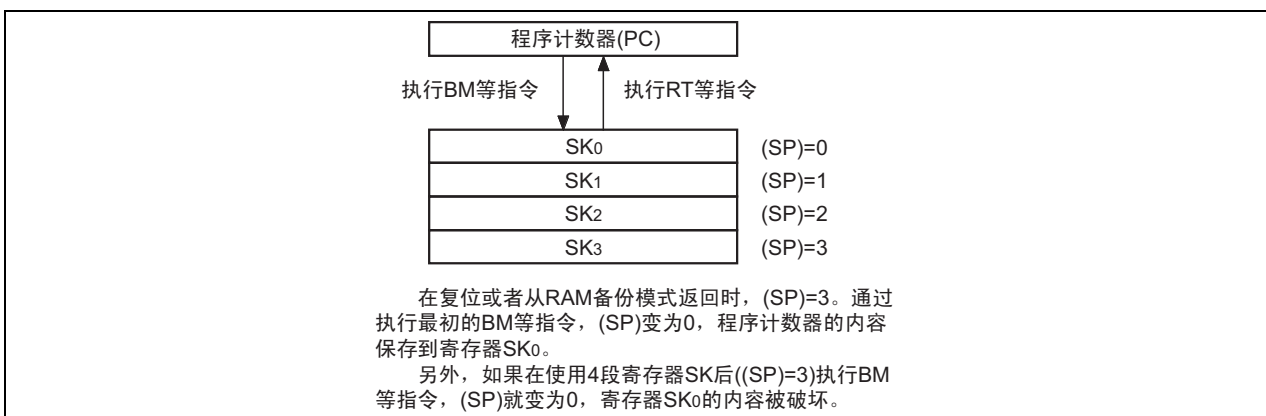 程序计数器(PC)
执行BM等指令 执行RT等指令
SK0 (SP)=0
SK1 (SP)=1
SK2 (SP)=2
SK3 (SP)=3
在复位或者从RAM备份模式返回时，(SP)=3。通过
执行最初的BM等指令，(SP)变为0，程序计数器的内容
保存到寄存器SK0。
另外，如果在使用4段寄存器SK后((SP)=3)执行BM
等指令，(SP)就变为0，寄存器SK0的内容被破坏。